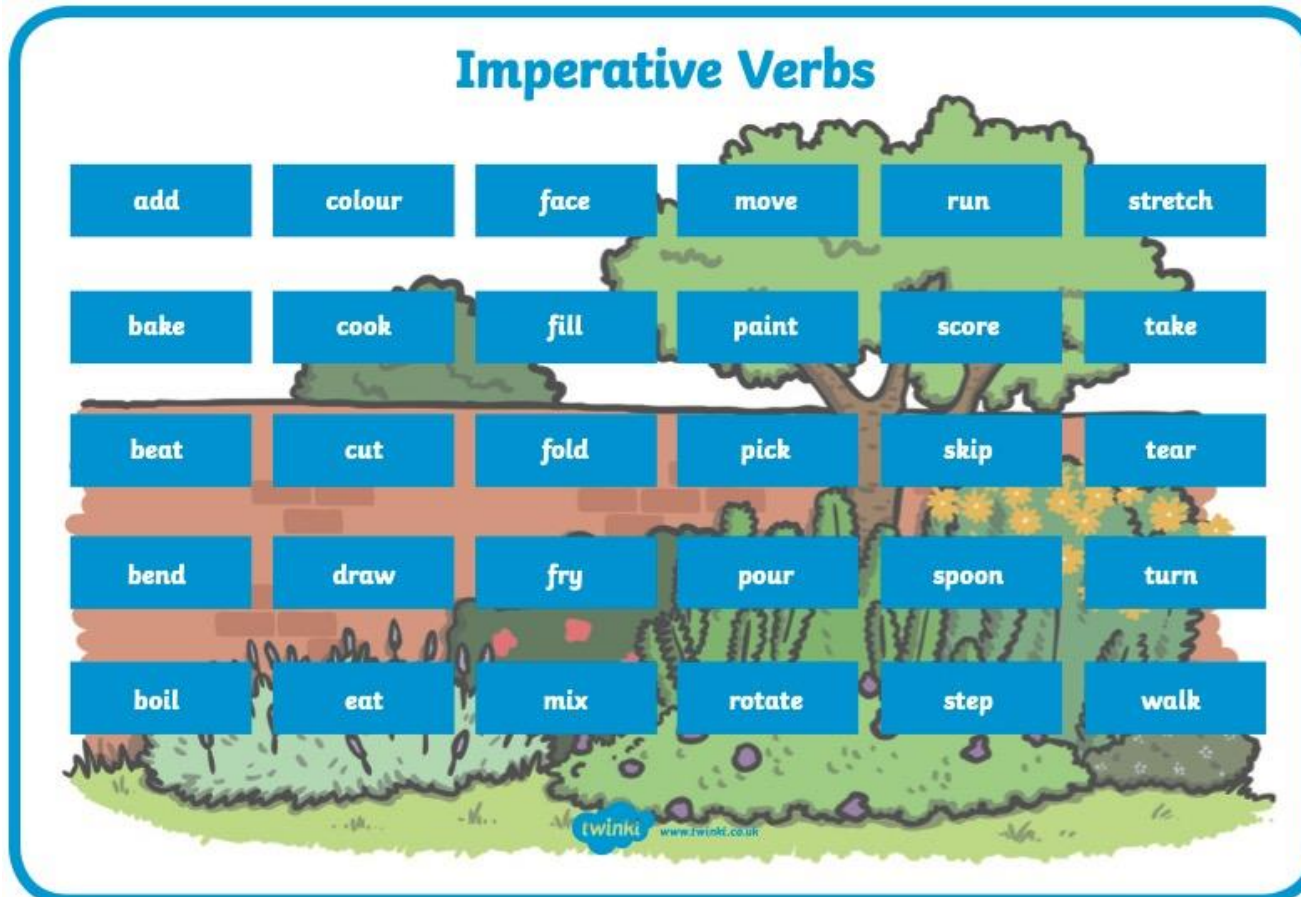 Imperative Verbs
add colour face move run stretch
bake cook fill paint score take
beat cut fold pick skip tear
bend draw fry pour spoon turn
boil eat mix rotate step walk
twinkl www.twinkl.co.uk